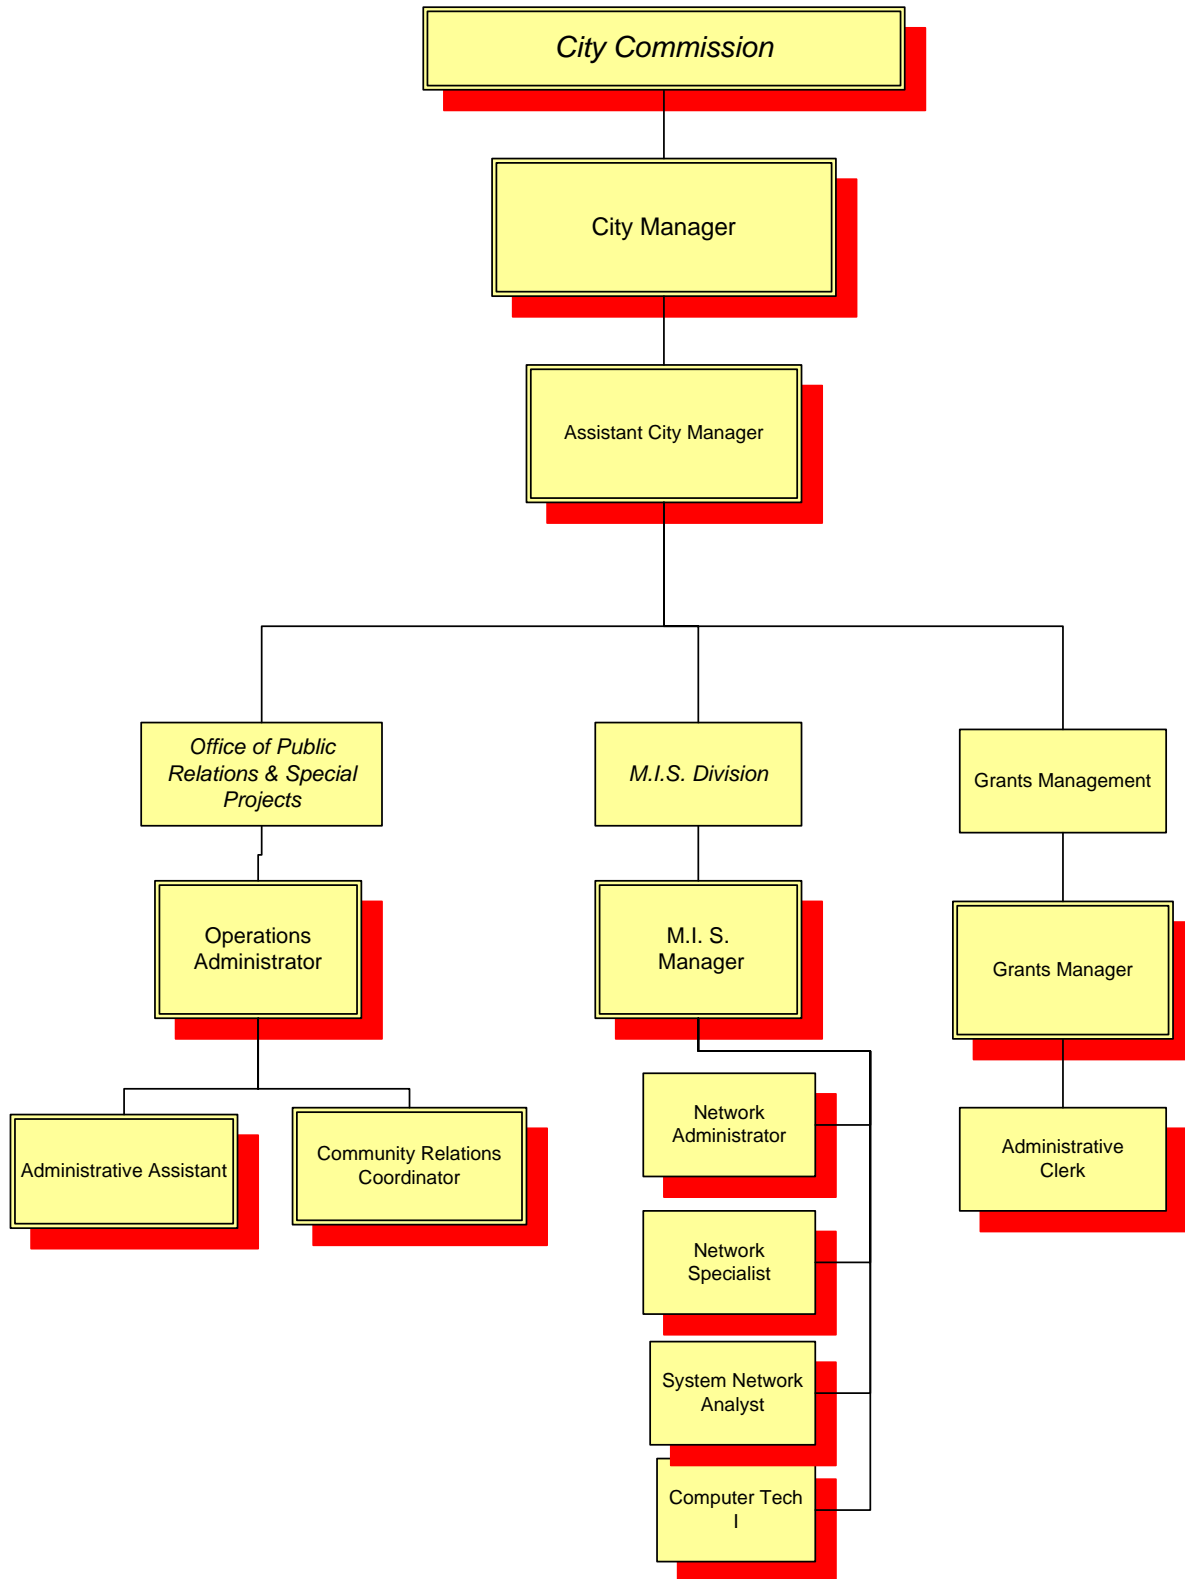 City Commission
City Manager
Assistant City Manager
Office of Public
Relations & Special
Projects
M.I.S. Division
Grants Management
Operations
Administrator
M.I. S.
Manager
Grants Manager
Administrative Assistant
Community Relations
Coordinator
Network
Administrator
Administrative
Clerk
Network
Specialist
System Network
Analyst
Computer Tech
I